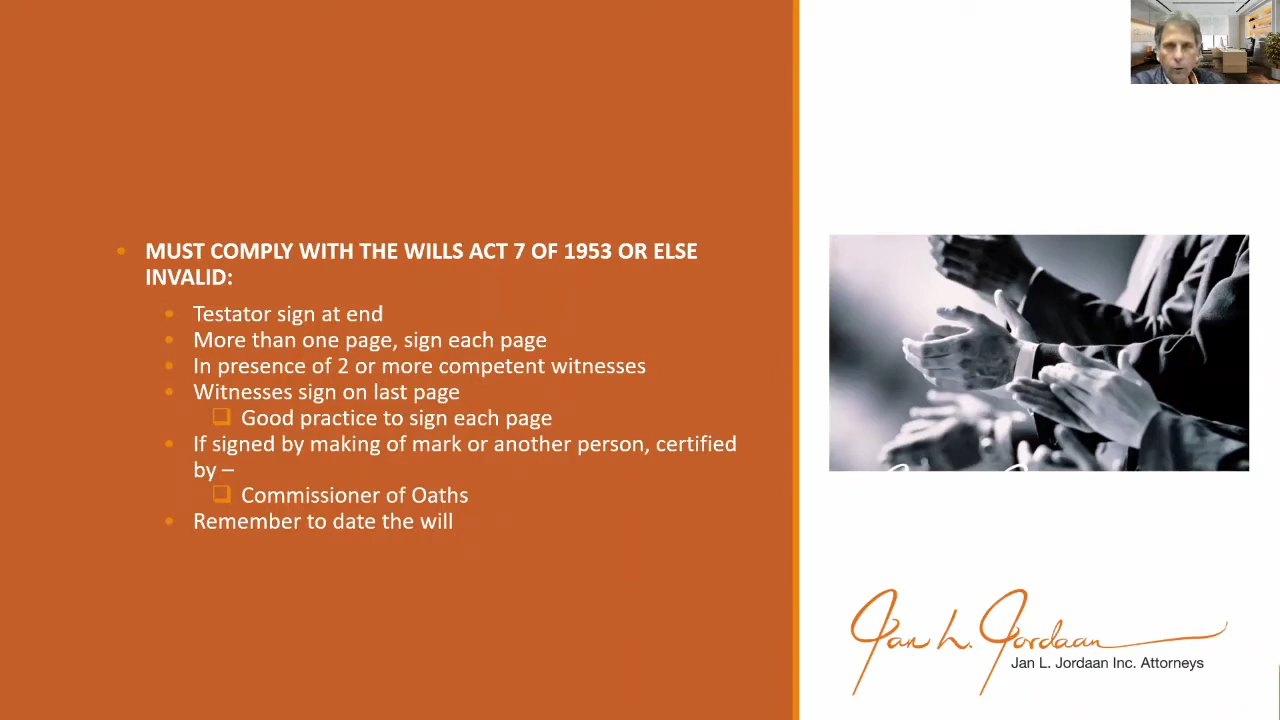 MUST COMPLY WITH THE WILLS ACT 7 OF 1953 OR ELSE
INVALID:
Testator sign at end
More than one page, sign each page
In presence of 2 or more competent witnesses
Witnesses sign on last page
Good practice to sign each page
If signed by making of mark or another person, certified
by –
Commissioner of Oaths
Remember to date the will
Jan L. Jordaan
Jan L. Jordaan Inc. Attorneys